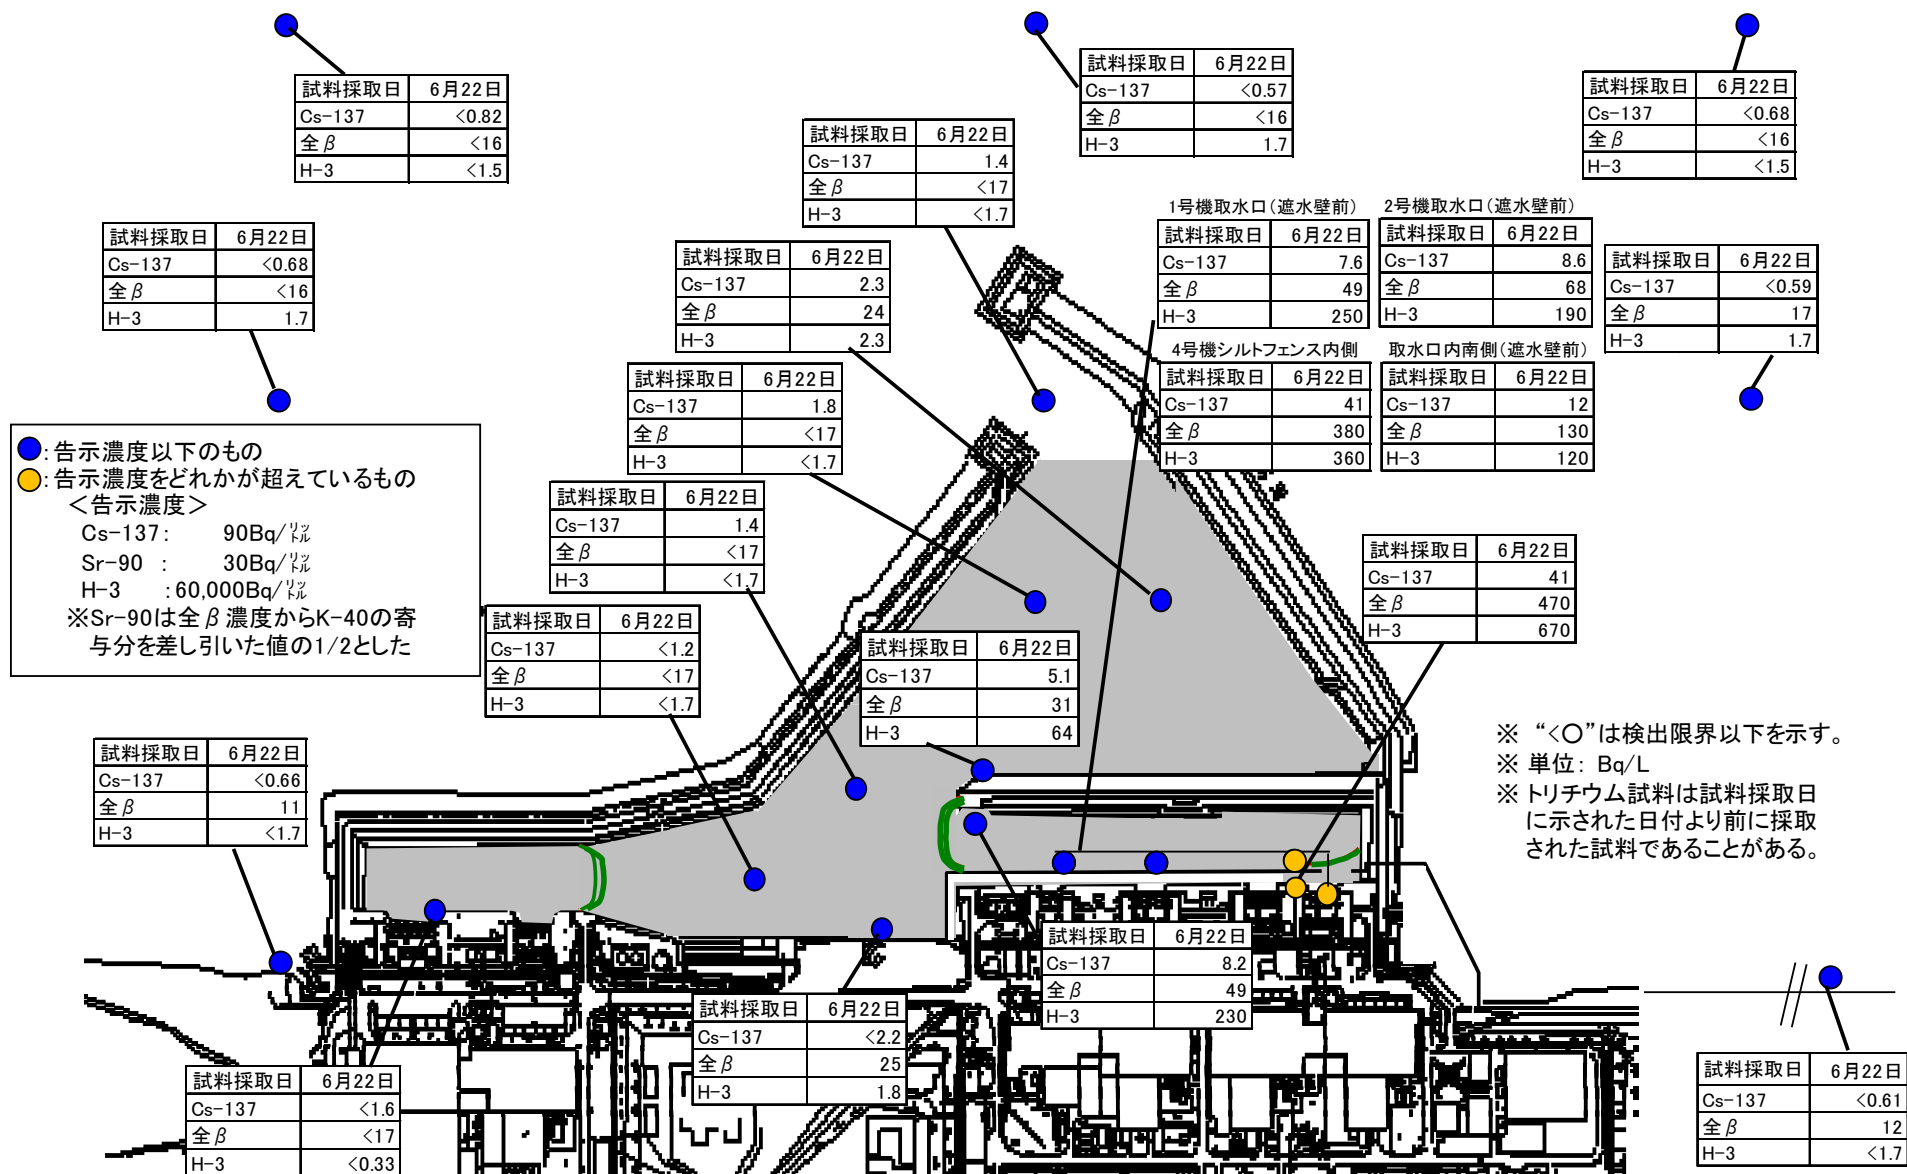 試料採取日 6月22日
Cs-137 <0.82
全β <16
H-3 <1.5
試料採取日 6月22日
Cs-137 <0.57
全β <16
H-3 1.7
試料採取日 6月22日
Cs-137 <0.68
全β <16
H-3 <1.5
試料採取日 6月22日
Cs-137 1.4
全β <17
H-3 <1.7
試料採取日 6月22日
Cs-137 <0.68
全β <16
H-3 1.7
試料採取日 6月22日
Cs-137 2.3
全β 24
H-3 2.3
1号機取水口(遮水壁前)
試料採取日 6月22日
Cs-137 7.6
全β 49
H-3 250
2号機取水口(遮水壁前)
試料採取日 6月22日
Cs-137 8.6
全β 68
H-3 190
試料採取日 6月22日
Cs-137 <0.59
全β 17
H-3 1.7
4号機シルトフェンス内側
試料採取日 6月22日
Cs-137 41
全β 380
H-3 360
取水口内南側(遮水壁前)
試料採取日 6月22日
Cs-137 12
全β 130
H-3 120
試料採取日 6月22日
Cs-137 1.8
全β <17
H-3 <1.7
:告示濃度以下のもの
:告示濃度をどれかが超えているもの
<告示濃度>
Cs-137: 90Bq/㍑
Sr-90 : 30Bq/㍑
H-3 :60,000Bq/㍑
※Sr-90は全β濃度からK-40の寄
与分を差し引いた値の1/2とした
試料採取日 6月22日
Cs-137 1.4
全β <17
H-3 <1.7
試料採取日 6月22日
Cs-137 41
全β 470
H-3 670
試料採取日 6月22日
Cs-137 <1.2
全β <17
H-3 <1.7
試料採取日 6月22日
Cs-137 5.1
全β 31
H-3 64
試料採取日 6月22日
Cs-137 <0.66
全β 11
H-3 <1.7
※ “<○”は検出限界以下を示す。
※ 単位: Bq/L
※ トリチウム試料は試料採取日
に示された日付より前に採取
された試料であることがある。
試料採取日 6月22日
Cs-137 8.2
全β 49
H-3 230
試料採取日 6月22日
Cs-137 <2.2
全β 25
H-3 1.8
試料採取日 6月22日
Cs-137 <1.6
全β <17
H-3 <0.33
試料採取日 6月22日
Cs-137 <0.61
全β 12
H-3 <1.7